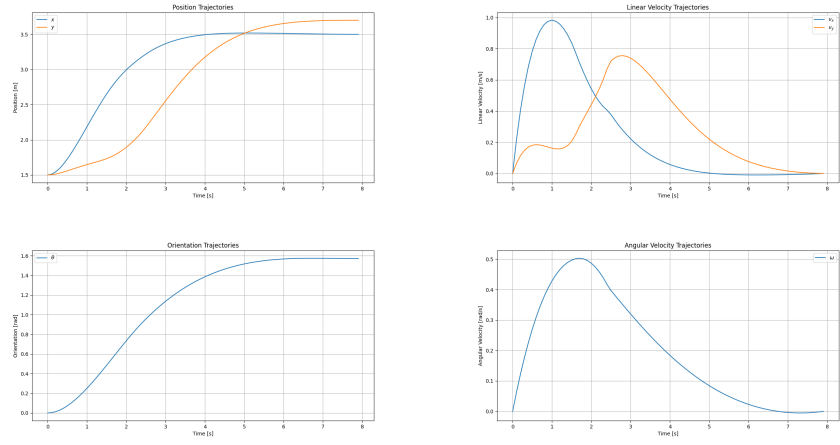 Position Trajectories
x
y
Position [m]
3.5
3.0
2.5
2.0
1.5
0 1 2 3 4 5 6 7 8
Time [s]
Linear Velocity Trajectories
vₓ
vᵧ
Linear Velocity [m/s]
1.0
0.8
0.6
0.4
0.2
0.0
0 1 2 3 4 5 6 7 8
Time [s]
Orientation Trajectories
θ
Orientation [rad]
1.6
1.4
1.2
1.0
0.8
0.6
0.4
0.2
0.0
0 1 2 3 4 5 6 7 8
Time [s]
Angular Velocity Trajectories
ω
Angular Velocity [rad/s]
0.5
0.4
0.3
0.2
0.1
0.0
0 1 2 3 4 5 6 7 8
Time [s]